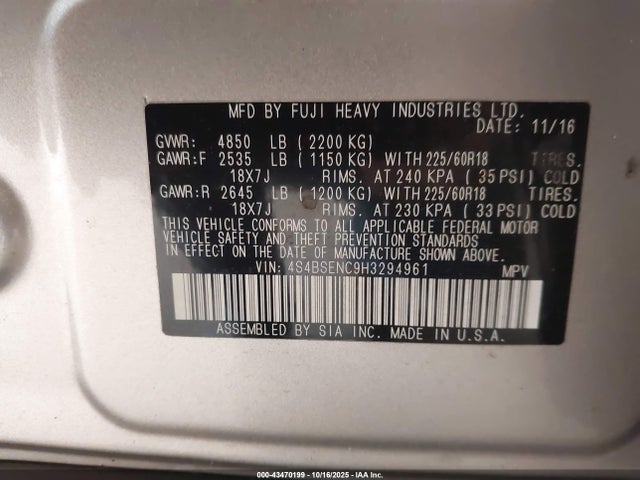 MFD BY FUJI HEAVY INDUSTRIES LTD.
DATE: 11/16
GVWR: 4850 LB (2200 KG)
GAWR:F 2535 LB (1150 KG) WITH 225/60R18 TIRES.
18X7J RIMS. AT 240 KPA (35 PSI) COLD
GAWR:R 2645 LB (1200 KG) WITH 225/60R18 TIRES.
18X7J RIMS. AT 230 KPA (33 PSI) COLD
THIS VEHICLE CONFORMS TO ALL APPLICABLE FEDERAL MOTOR
VEHICLE SAFETY AND THEFT PREVENTION STANDARDS
IN EFFECT ON THE DATE OF MANUFACTURE SHOWN ABOVE.
VIN: 4S4BSENC9H3294961 MPV
ASSEMBLED BY SIA INC. MADE IN U.S.A.
000-43470199 - 10/16/2025 - IAA Inc.